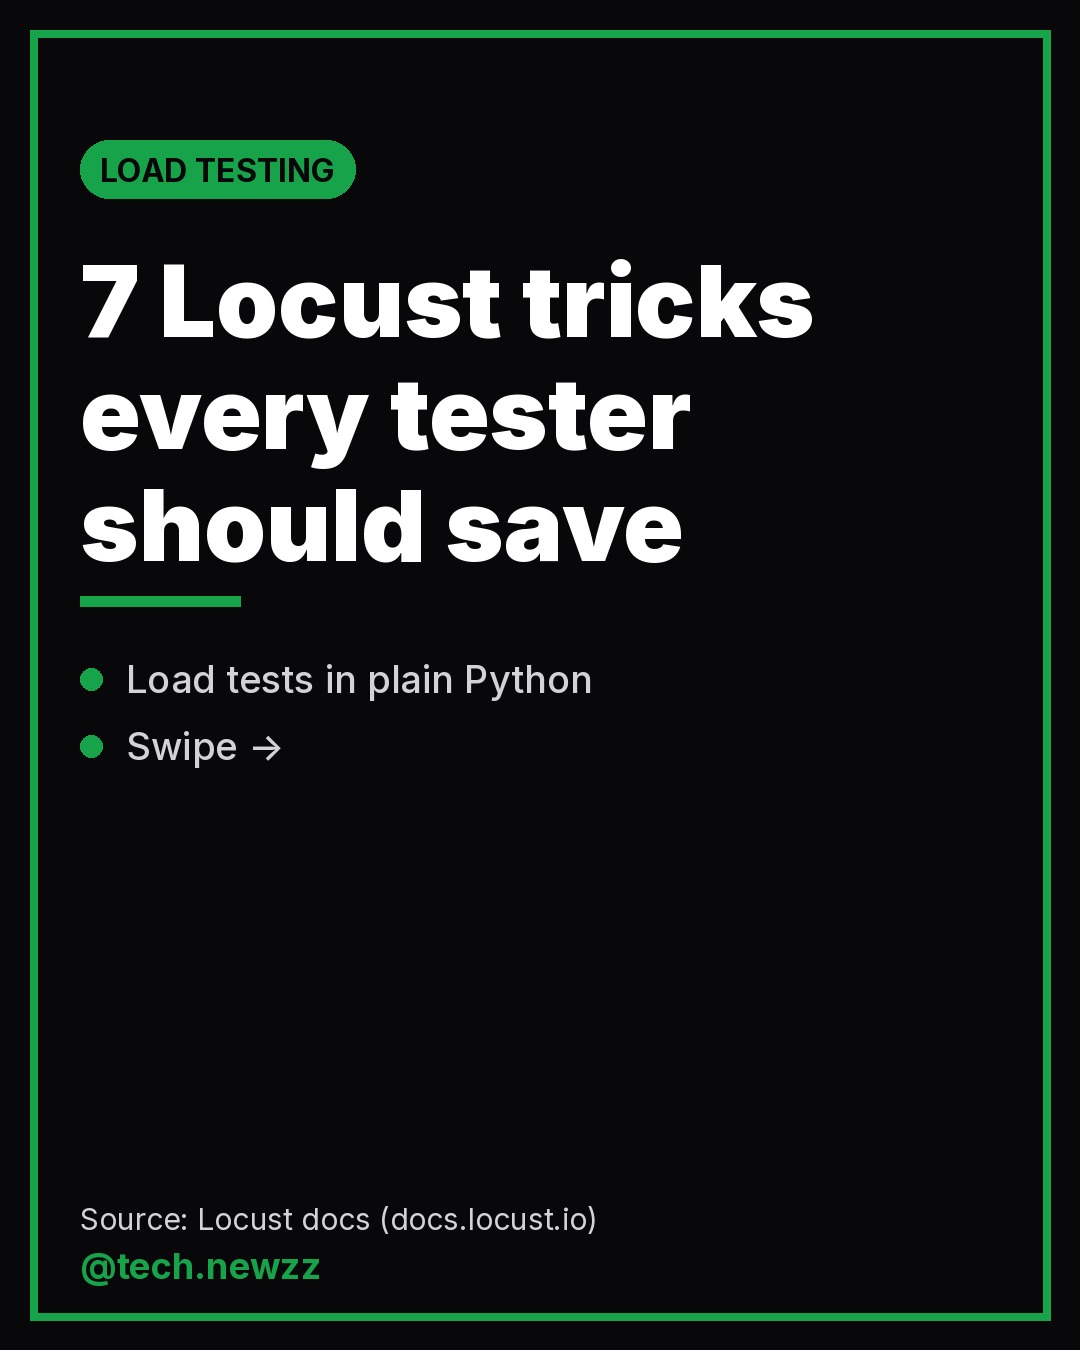 LOAD TESTING
7 Locust tricks
every tester
should save
Load tests in plain Python
Swipe →
Source: Locust docs (docs.locust.io)
@tech.newzz